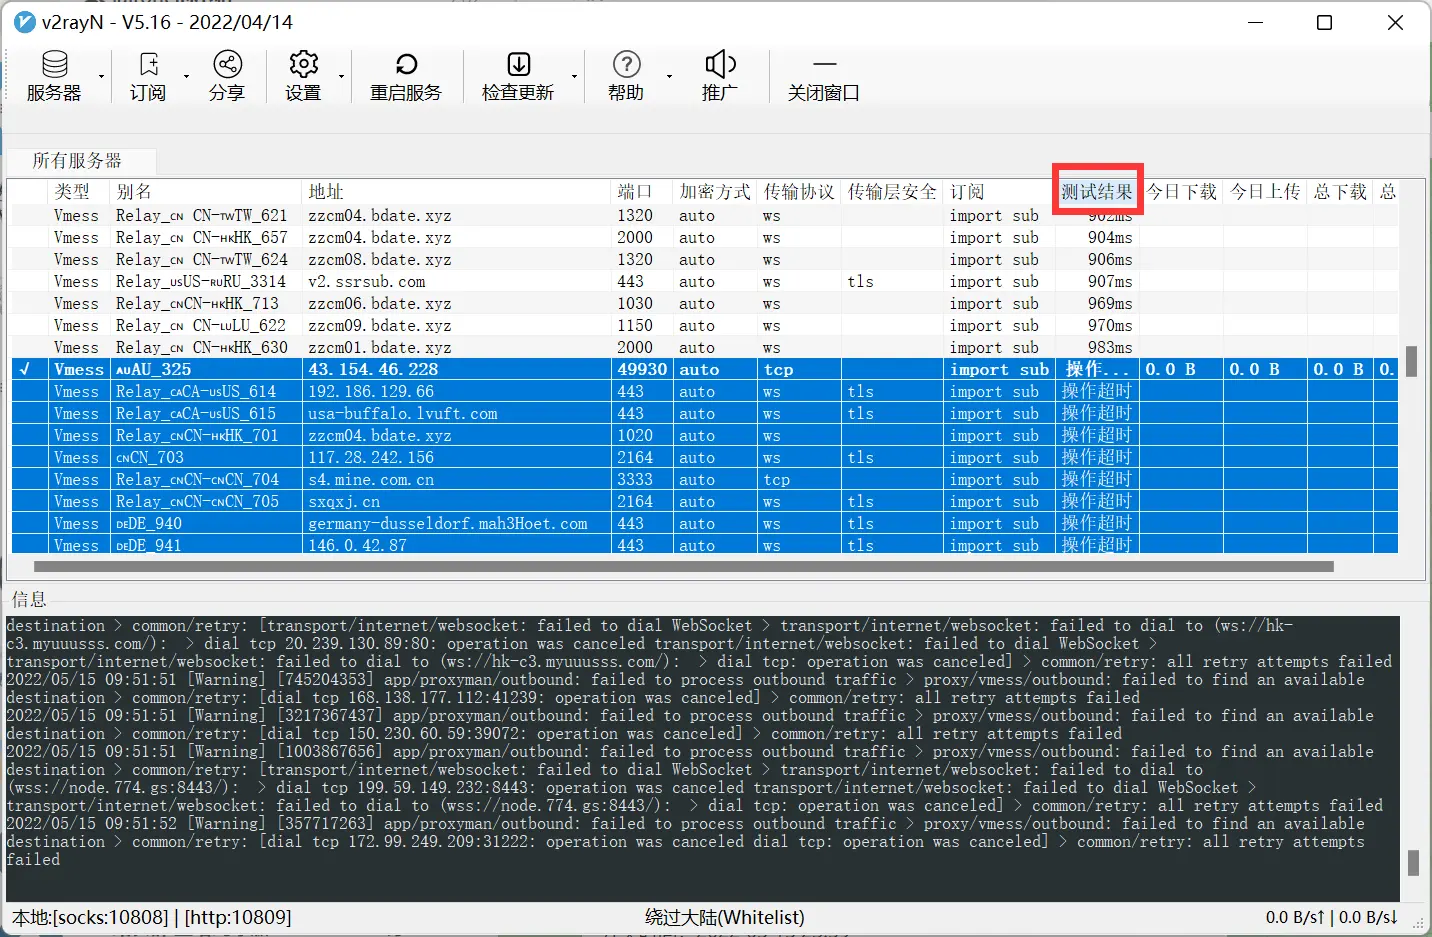 v2rayN - V5.16 - 2022/04/14
服务器 订阅 分享 设置 重启服务 检查更新 帮助 推广 关闭窗口
所有服务器
类型 别名 地址 端口 加密方式 传输协议 传输层安全 订阅 测试结果 今日下载 今日上传 总下载 总
Vmess Relay_CN CN-TWTW_621 zzcm04.bdate.xyz 1320 auto ws import sub 902ms
Vmess Relay_CN CN-HKHK_657 zzcm04.bdate.xyz 2000 auto ws import sub 904ms
Vmess Relay_CN CN-TWTW_624 zzcm08.bdate.xyz 1320 auto ws import sub 906ms
Vmess Relay_USUS-RURU_3314 v2.ssrsub.com 443 auto ws tls import sub 907ms
Vmess Relay_CNCN-HKHK_713 zzcm06.bdate.xyz 1030 auto ws import sub 969ms
Vmess Relay_CN CN-LULU_622 zzcm09.bdate.xyz 1150 auto ws import sub 970ms
Vmess Relay_CN CN-HKHK_630 zzcm01.bdate.xyz 2000 auto ws import sub 983ms
√ Vmess AUAU_325 43.154.46.228 49930 auto tcp import sub 操作... 0.0 B 0.0 B 0.0 B 0.
Vmess Relay_CACA-USUS_614 192.186.129.66 443 auto ws tls import sub 操作超时
Vmess Relay_CACA-USUS_615 usa-buffalo.lvuft.com 443 auto ws tls import sub 操作超时
Vmess Relay_CNCN-HKHK_701 zzcm04.bdate.xyz 1020 auto ws import sub 操作超时
Vmess CNCN_703 117.28.242.156 2164 auto ws tls import sub 操作超时
Vmess Relay_CNCN-CNCN_704 s4.mine.com.cn 3333 auto tcp import sub 操作超时
Vmess Relay_CNCN-CNCN_705 sxqxj.cn 2164 auto ws tls import sub 操作超时
Vmess DEDE_940 germany-dusseldorf.mah3Hoet.com 443 auto ws tls import sub 操作超时
Vmess DEDE_941 146.0.42.87 443 auto ws tls import sub 操作超时
信息
destination > common/retry: [transport/internet/websocket: failed to dial WebSocket > transport/internet/websocket: failed to dial to (ws://hk-
c3.myuuusss.com/):  > dial tcp 20.239.130.89:80: operation was canceled transport/internet/websocket: failed to dial WebSocket >
transport/internet/websocket: failed to dial to (ws://hk-c3.myuuusss.com/):  > dial tcp: operation was canceled] > common/retry: all retry attempts failed
2022/05/15 09:51:51 [Warning] [745204353] app/proxyman/outbound: failed to process outbound traffic > proxy/vmess/outbound: failed to find an available
destination > common/retry: [dial tcp 168.138.177.112:41239: operation was canceled] > common/retry: all retry attempts failed
2022/05/15 09:51:51 [Warning] [3217367437] app/proxyman/outbound: failed to process outbound traffic > proxy/vmess/outbound: failed to find an available
destination > common/retry: [dial tcp 150.230.60.59:39072: operation was canceled] > common/retry: all retry attempts failed
2022/05/15 09:51:51 [Warning] [1003867656] app/proxyman/outbound: failed to process outbound traffic > proxy/vmess/outbound: failed to find an available
destination > common/retry: [transport/internet/websocket: failed to dial WebSocket > transport/internet/websocket: failed to dial to
(wss://node.774.gs:8443/):  > dial tcp 199.59.149.232:8443: operation was canceled transport/internet/websocket: failed to dial WebSocket >
transport/internet/websocket: failed to dial to (wss://node.774.gs:8443/):  > dial tcp: operation was canceled] > common/retry: all retry attempts failed
2022/05/15 09:51:52 [Warning] [357717263] app/proxyman/outbound: failed to process outbound traffic > proxy/vmess/outbound: failed to find an available
destination > common/retry: [dial tcp 172.99.249.209:31222: operation was canceled dial tcp: operation was canceled] > common/retry: all retry attempts
failed
本地:[socks:10808] | [http:10809] 绕过大陆(Whitelist) 0.0 B/s↑ | 0.0 B/s↓